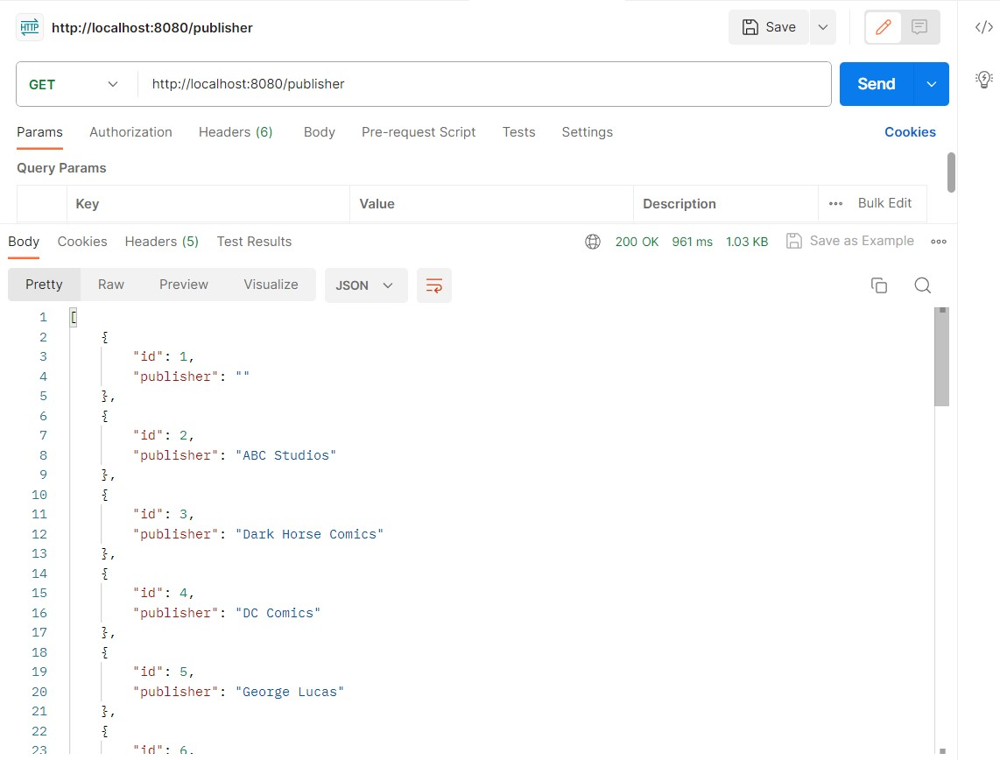 HTTP http://localhost:8080/publisher Save
GET http://localhost:8080/publisher Send
Params Authorization Headers (6) Body Pre-request Script Tests Settings Cookies
Query Params
Key Value Description Bulk Edit
Body Cookies Headers (5) Test Results 200 OK 961 ms 1.03 KB Save as Example
Pretty Raw Preview Visualize JSON
1 [
2 {
3 "id": 1,
4 "publisher": ""
5 },
6 {
7 "id": 2,
8 "publisher": "ABC Studios"
9 },
10 {
11 "id": 3,
12 "publisher": "Dark Horse Comics"
13 },
14 {
15 "id": 4,
16 "publisher": "DC Comics"
17 },
18 {
19 "id": 5,
20 "publisher": "George Lucas"
21 },
22 {
23 "id": 6,